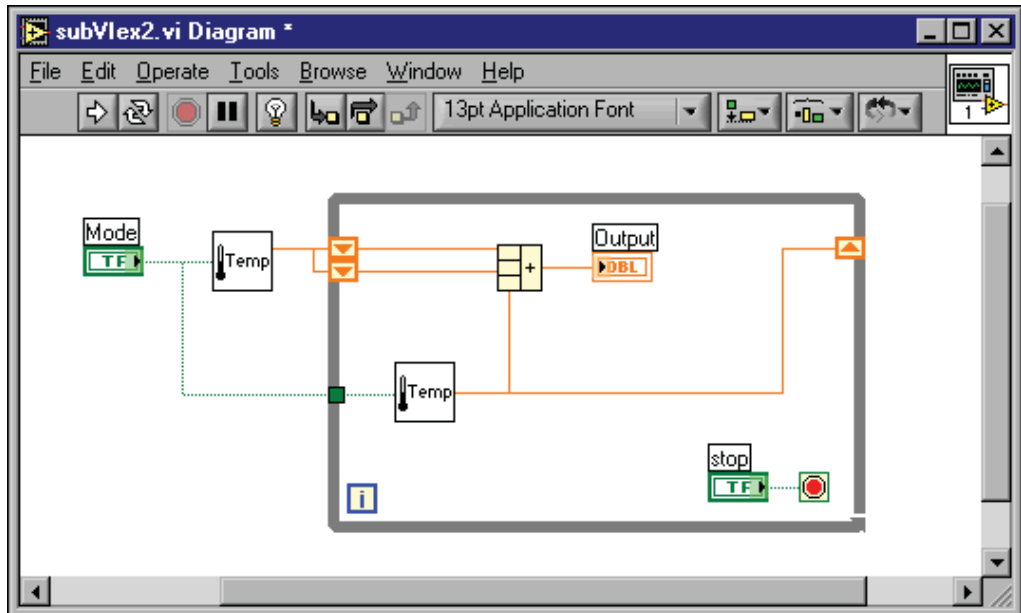 subVIex2.vi Diagram *
File Edit Operate Tools Browse Window Help
13pt Application Font
1
Mode
TF
Temp
Output
DBL
+
Temp
stop
TF
i